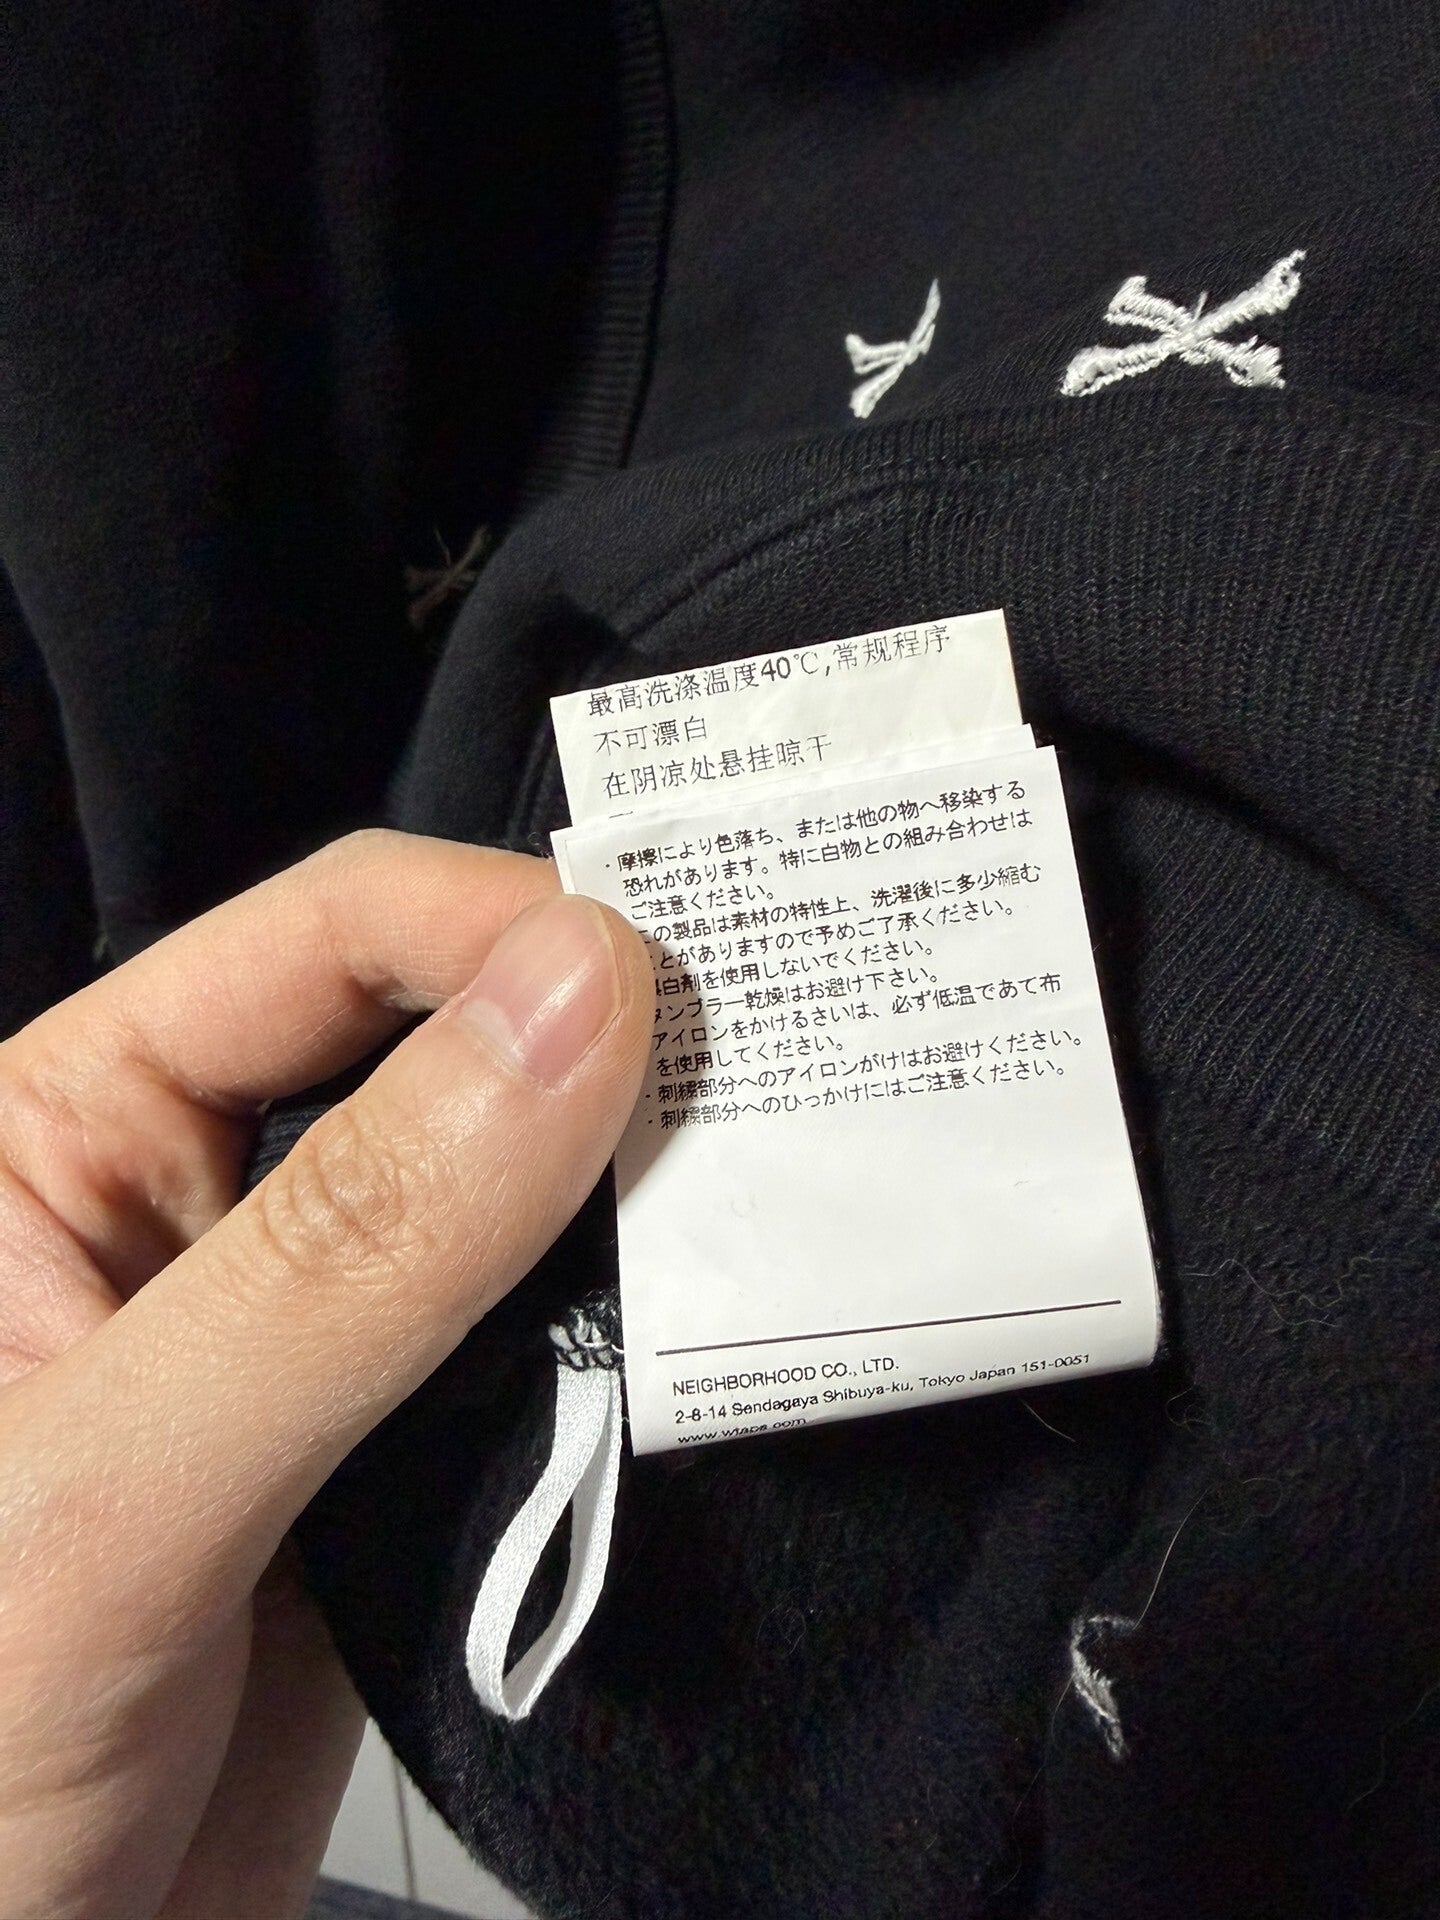 最高洗涤温度40℃,常规程序
不可漂白
在阴凉处悬挂晾干
・摩擦により色落ち、または他の物へ移染する
恐れがあります。特に白物との組み合わせは
ご注意ください。
この製品は素材の特性上、洗濯後に多少縮む
ことがありますので予めご了承ください。
白剤を使用しないでください。
タンブラー乾燥はお避け下さい。
アイロンをかけるさいは、必ず低温であて布
を使用してください。
・刺繍部分へのアイロンがけはお避けください。
・刺繍部分へのひっかけにはご注意ください。
NEIGHBORHOOD CO., LTD.
2-8-14 Sendagaya Shibuya-ku, Tokyo Japan 151-0051
www.wtaps.com